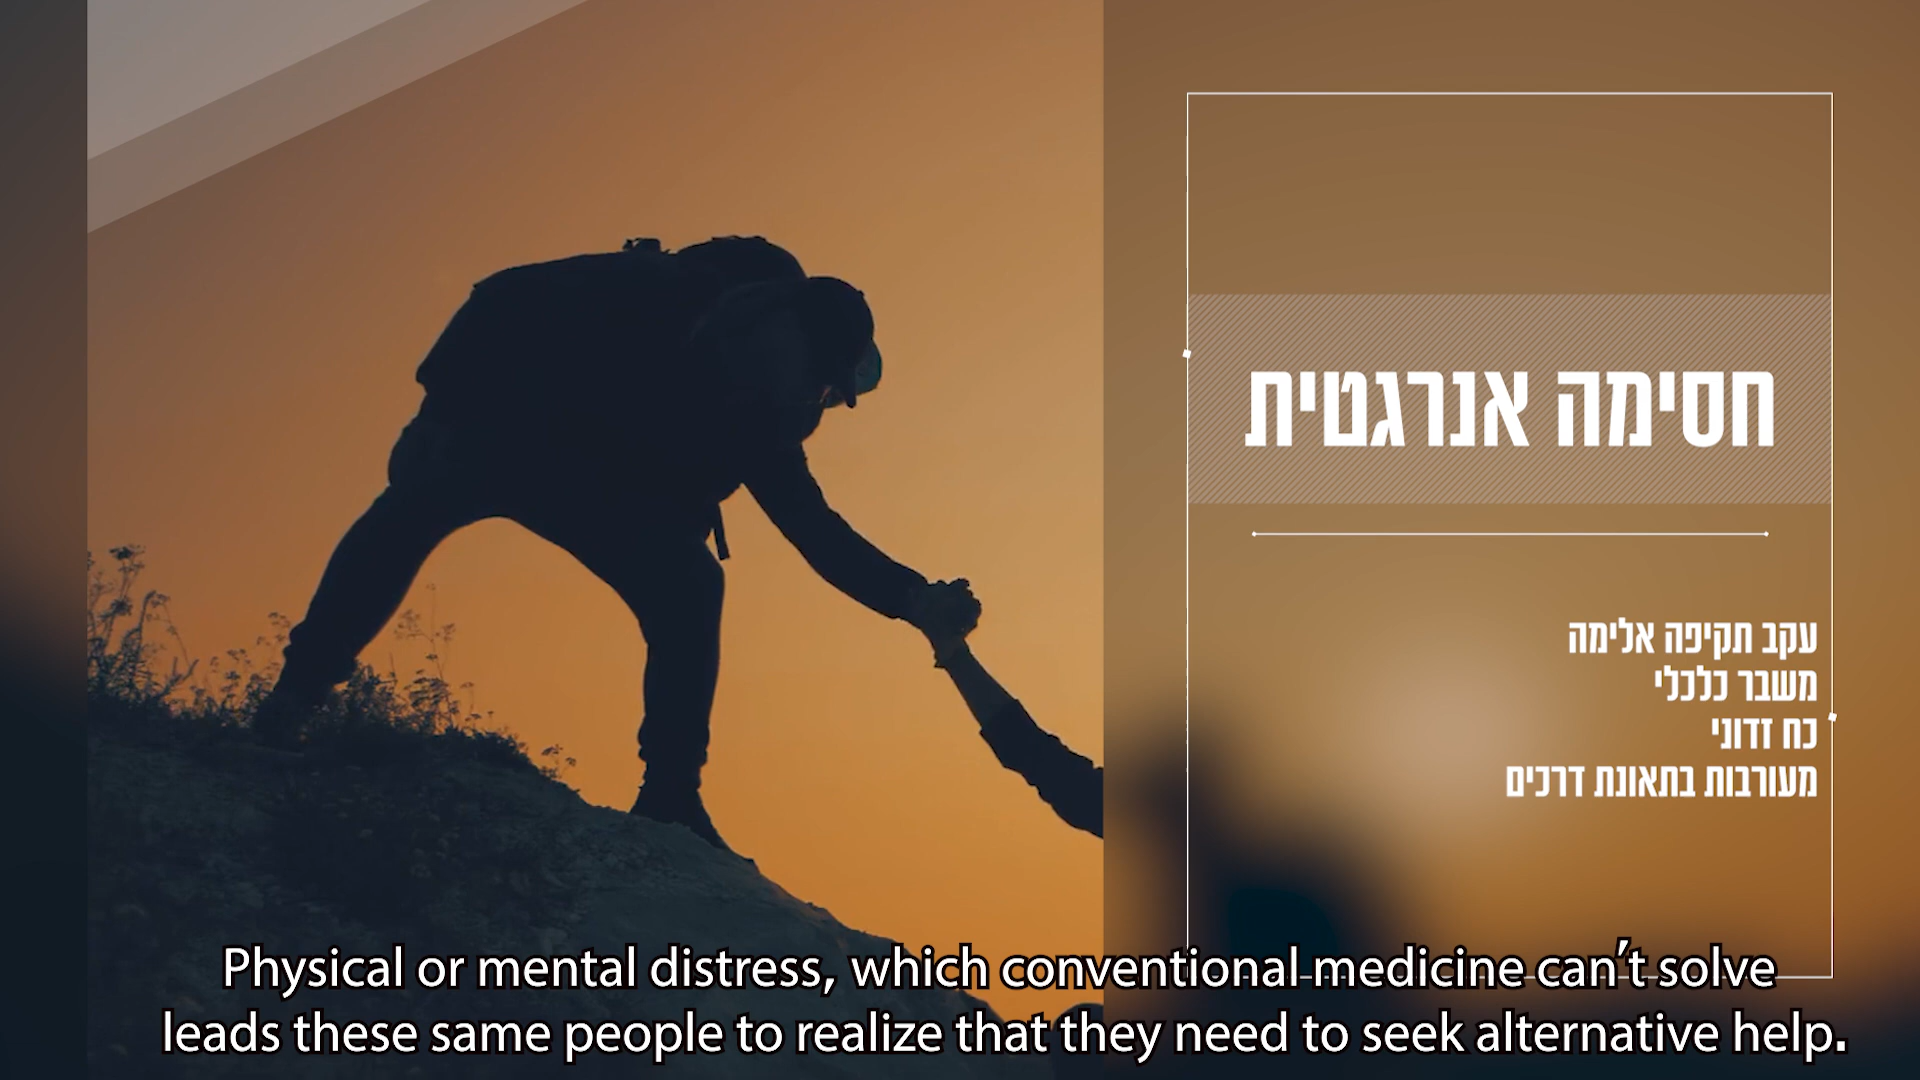 חסימה אנרגטית
עקב תקיפה אלימה
משבר כלכלי
כח זדוני
מעורבות בתאונת דרכים
Physical or mental distress, which conventional medicine can't solve
leads these same people to realize that they need to seek alternative help.